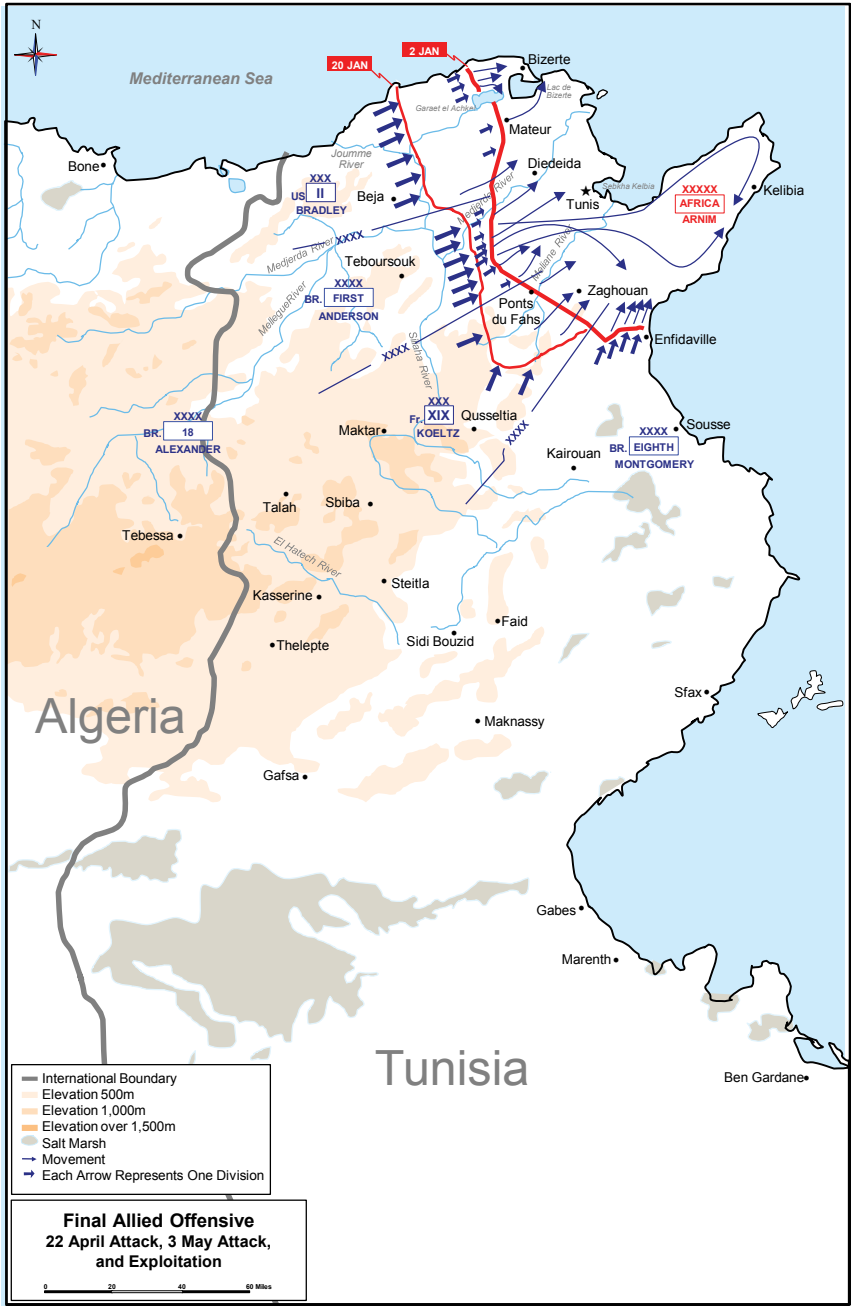 N
Mediterranean Sea
20 JAN
2 JAN
Bizerte
Lac de
Bizerte
Garaet el Achkel
Mateur
Joumme
River
Bone
XXX
US II
BRADLEY
Beja
Diedeida
Medjerda River
Sebkha Kelbia
Tunis
XXXXX
AFRICA
ARNIM
Kelibia
Medjerda River
XXXX
Teboursouk
Meliane River
MellegueRiver
XXXX
BR. FIRST
ANDERSON
Ponts
du Fahs
Zaghouan
Enfidaville
XXXX
Siliaha River
XXXX
BR. 18
ALEXANDER
XXX
Fr. XIX
KOELTZ
Maktar
Qusseltia
XXXX
Sousse
XXXX
BR. EIGHTH
MONTGOMERY
Kairouan
Talah
Sbiba
Tebessa
El Hatech River
Steitla
Kasserine
Faid
Sidi Bouzid
Thelepte
Algeria
Sfax
Maknassy
Gafsa
Gabes
Marenth
Tunisia
Ben Gardane
International Boundary
Elevation 500m
Elevation 1,000m
Elevation over 1,500m
Salt Marsh
Movement
Each Arrow Represents One Division
Final Allied Offensive
22 April Attack, 3 May Attack,
and Exploitation
0 20 40 60 Miles